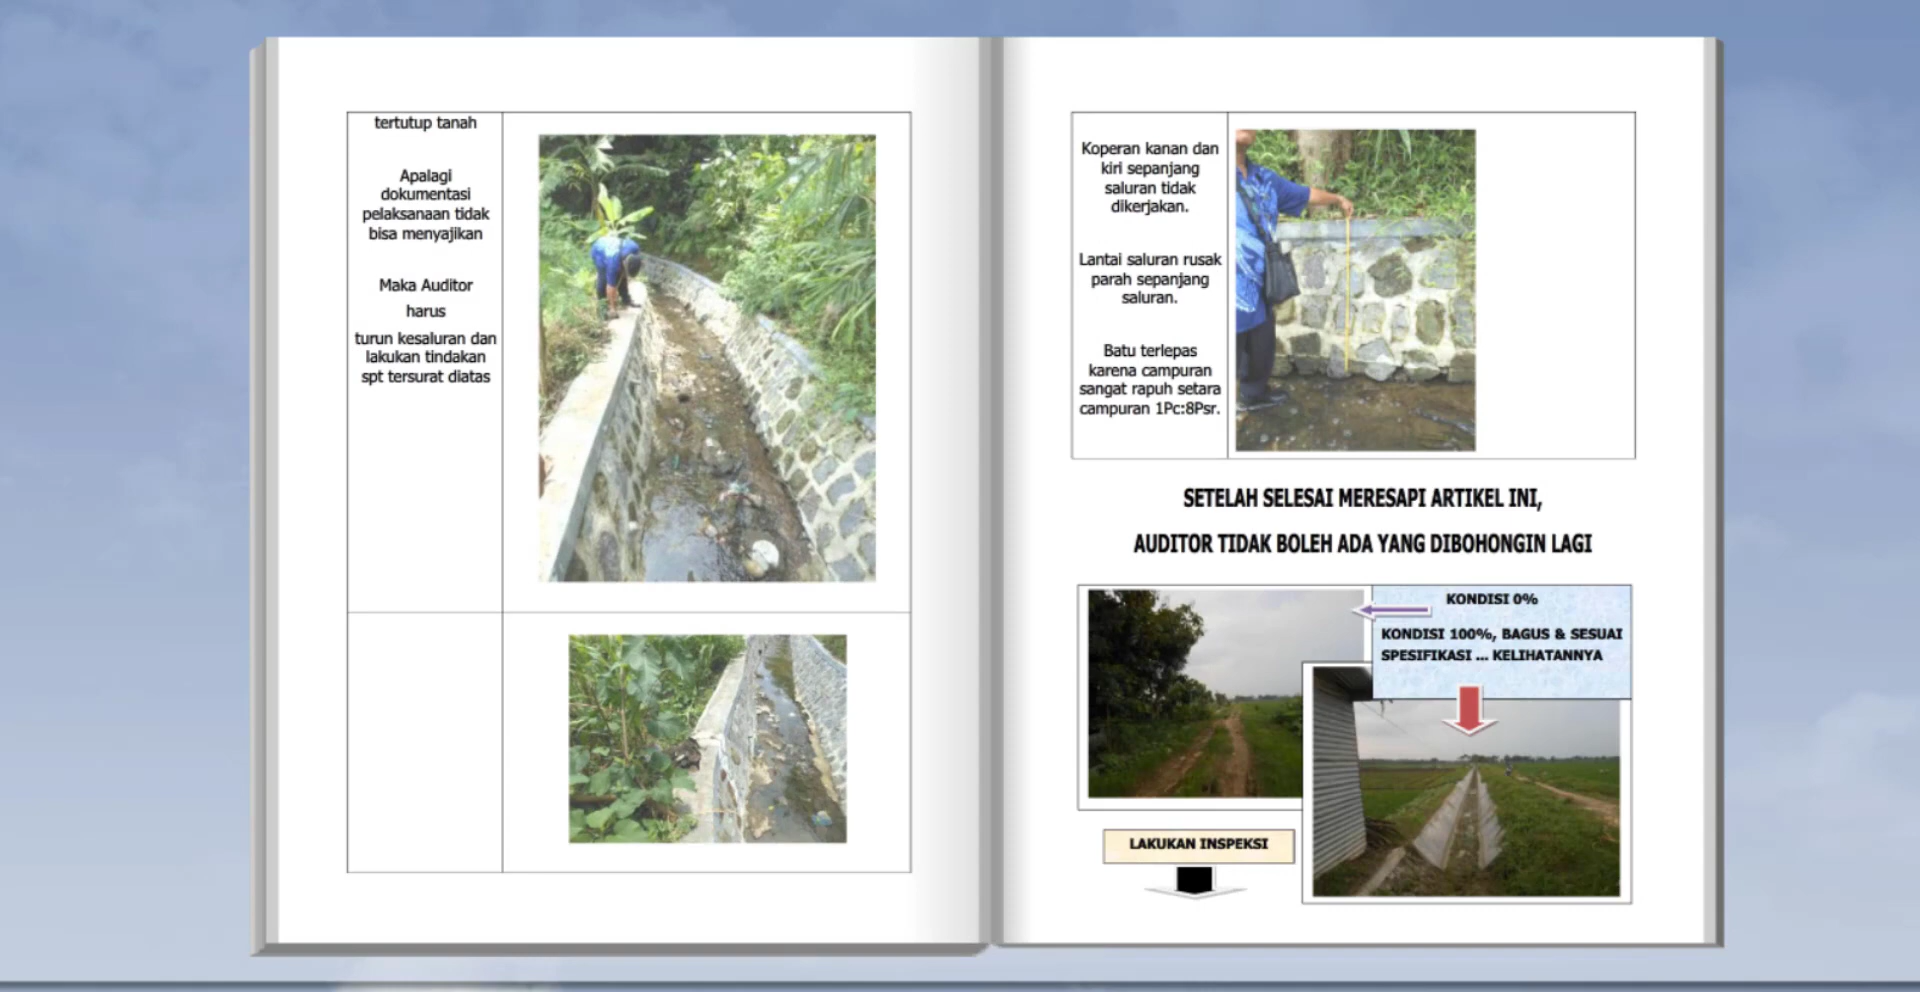 tertutup tanah
Apalagi
dokumentasi
pelaksanaan tidak
bisa menyajikan
Maka Auditor
harus
turun kesaluran dan
lakukan tindakan
spt tersurat diatas
Koperan kanan dan
kiri sepanjang
saluran tidak
dikerjakan.
Lantai saluran rusak
parah sepanjang
saluran.
Batu terlepas
karena campuran
sangat rapuh setara
campuran 1Pc:8Psr.
SETELAH SELESAI MERESAPI ARTIKEL INI,
AUDITOR TIDAK BOLEH ADA YANG DIBOHONGIN LAGI
KONDISI 0%
KONDISI 100%, BAGUS & SESUAI
SPESIFIKASI ... KELIHATANNYA
LAKUKAN INSPEKSI